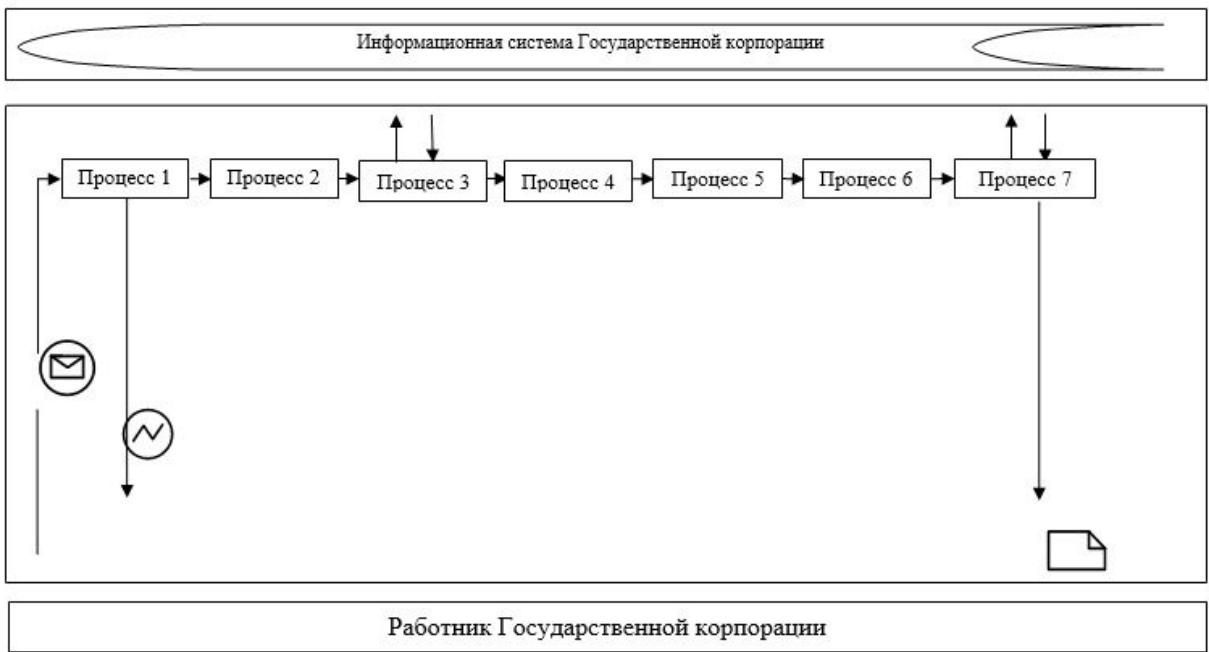 Информационная система Государственной корпорации
Процесс 1
Процесс 2
Процесс 3
Процесс 4
Процесс 5
Процесс 6
Процесс 7
Работник Государственной корпорации